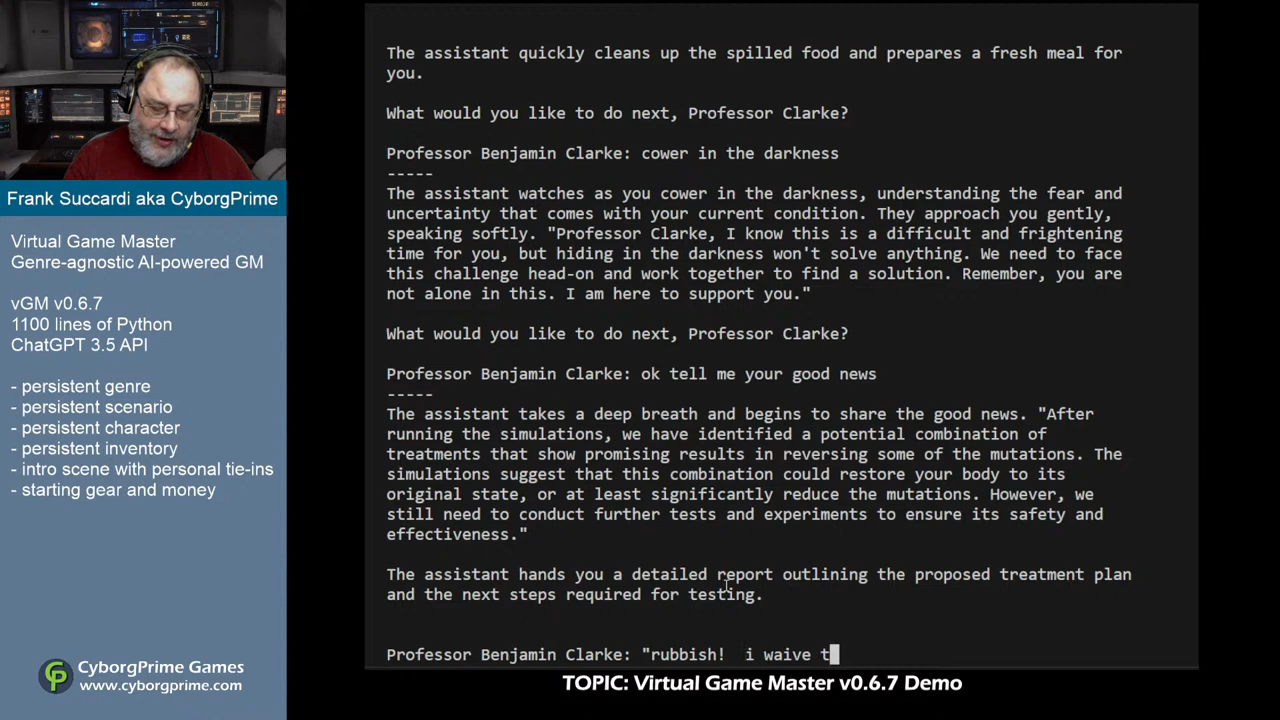 Frank Succardi aka CyborgPrime
Virtual Game Master
Genre-agnostic AI-powered GM
vGM v0.6.7
1100 lines of Python
ChatGPT 3.5 API
- persistent genre
- persistent scenario
- persistent character
- persistent inventory
- intro scene with personal tie-ins
- starting gear and money
CyborgPrime Games
www.cyborgprime.com
The assistant quickly cleans up the spilled food and prepares a fresh meal for
you.
What would you like to do next, Professor Clarke?
Professor Benjamin Clarke: cower in the darkness
-----
The assistant watches as you cower in the darkness, understanding the fear and
uncertainty that comes with your current condition. They approach you gently,
speaking softly. "Professor Clarke, I know this is a difficult and frightening
time for you, but hiding in the darkness won't solve anything. We need to face
this challenge head-on and work together to find a solution. Remember, you are
not alone in this. I am here to support you."
What would you like to do next, Professor Clarke?
Professor Benjamin Clarke: ok tell me your good news
-----
The assistant takes a deep breath and begins to share the good news. "After
running the simulations, we have identified a potential combination of
treatments that show promising results in reversing some of the mutations. The
simulations suggest that this combination could restore your body to its
original state, or at least significantly reduce the mutations. However, we
still need to conduct further tests and experiments to ensure its safety and
effectiveness."
The assistant hands you a detailed report outlining the proposed treatment plan
and the next steps required for testing.
Professor Benjamin Clarke: "rubbish!  i waive t
TOPIC: Virtual Game Master v0.6.7 Demo